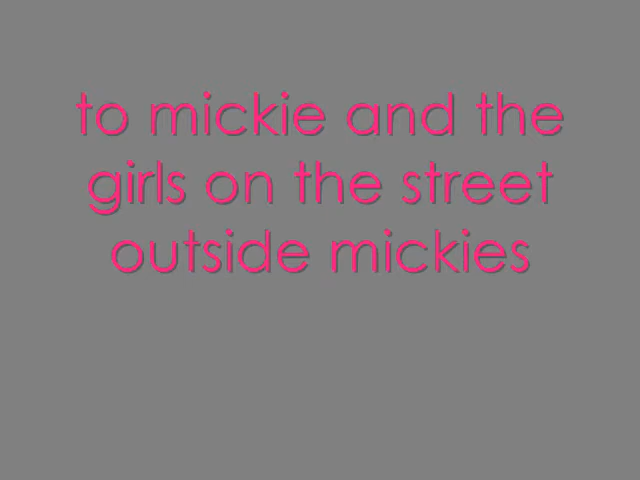 to mickie and the
girls on the street
outside mickies